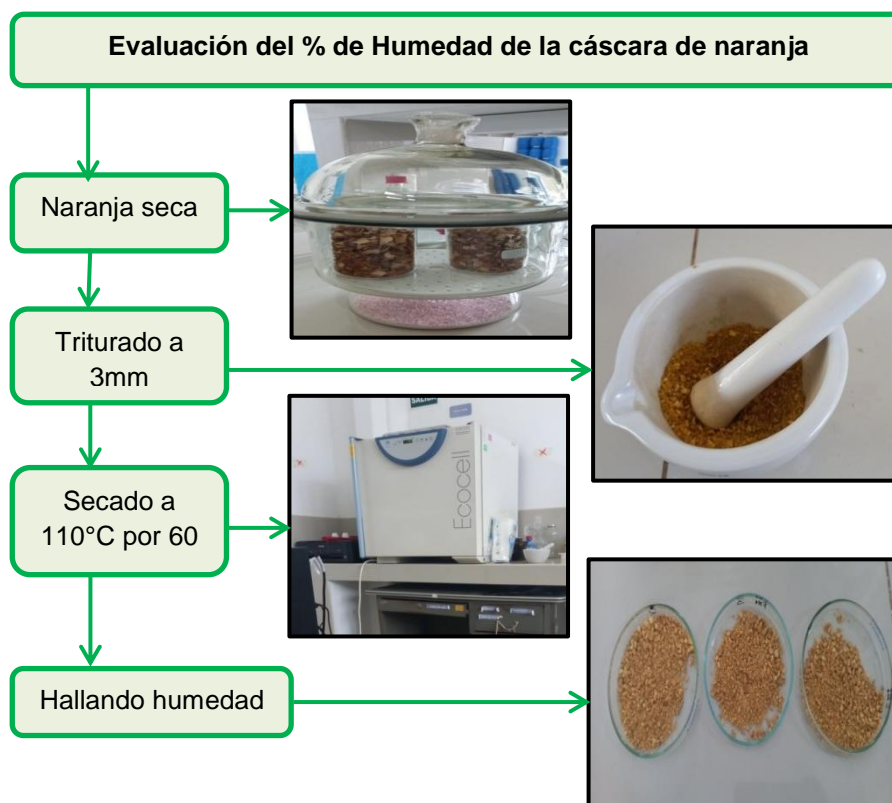 Evaluación del % de Humedad de la cáscara de naranja
Naranja seca
Triturado a
3mm
SALIDA
Secado a
110°C por 60
Ecocell
Hallando humedad